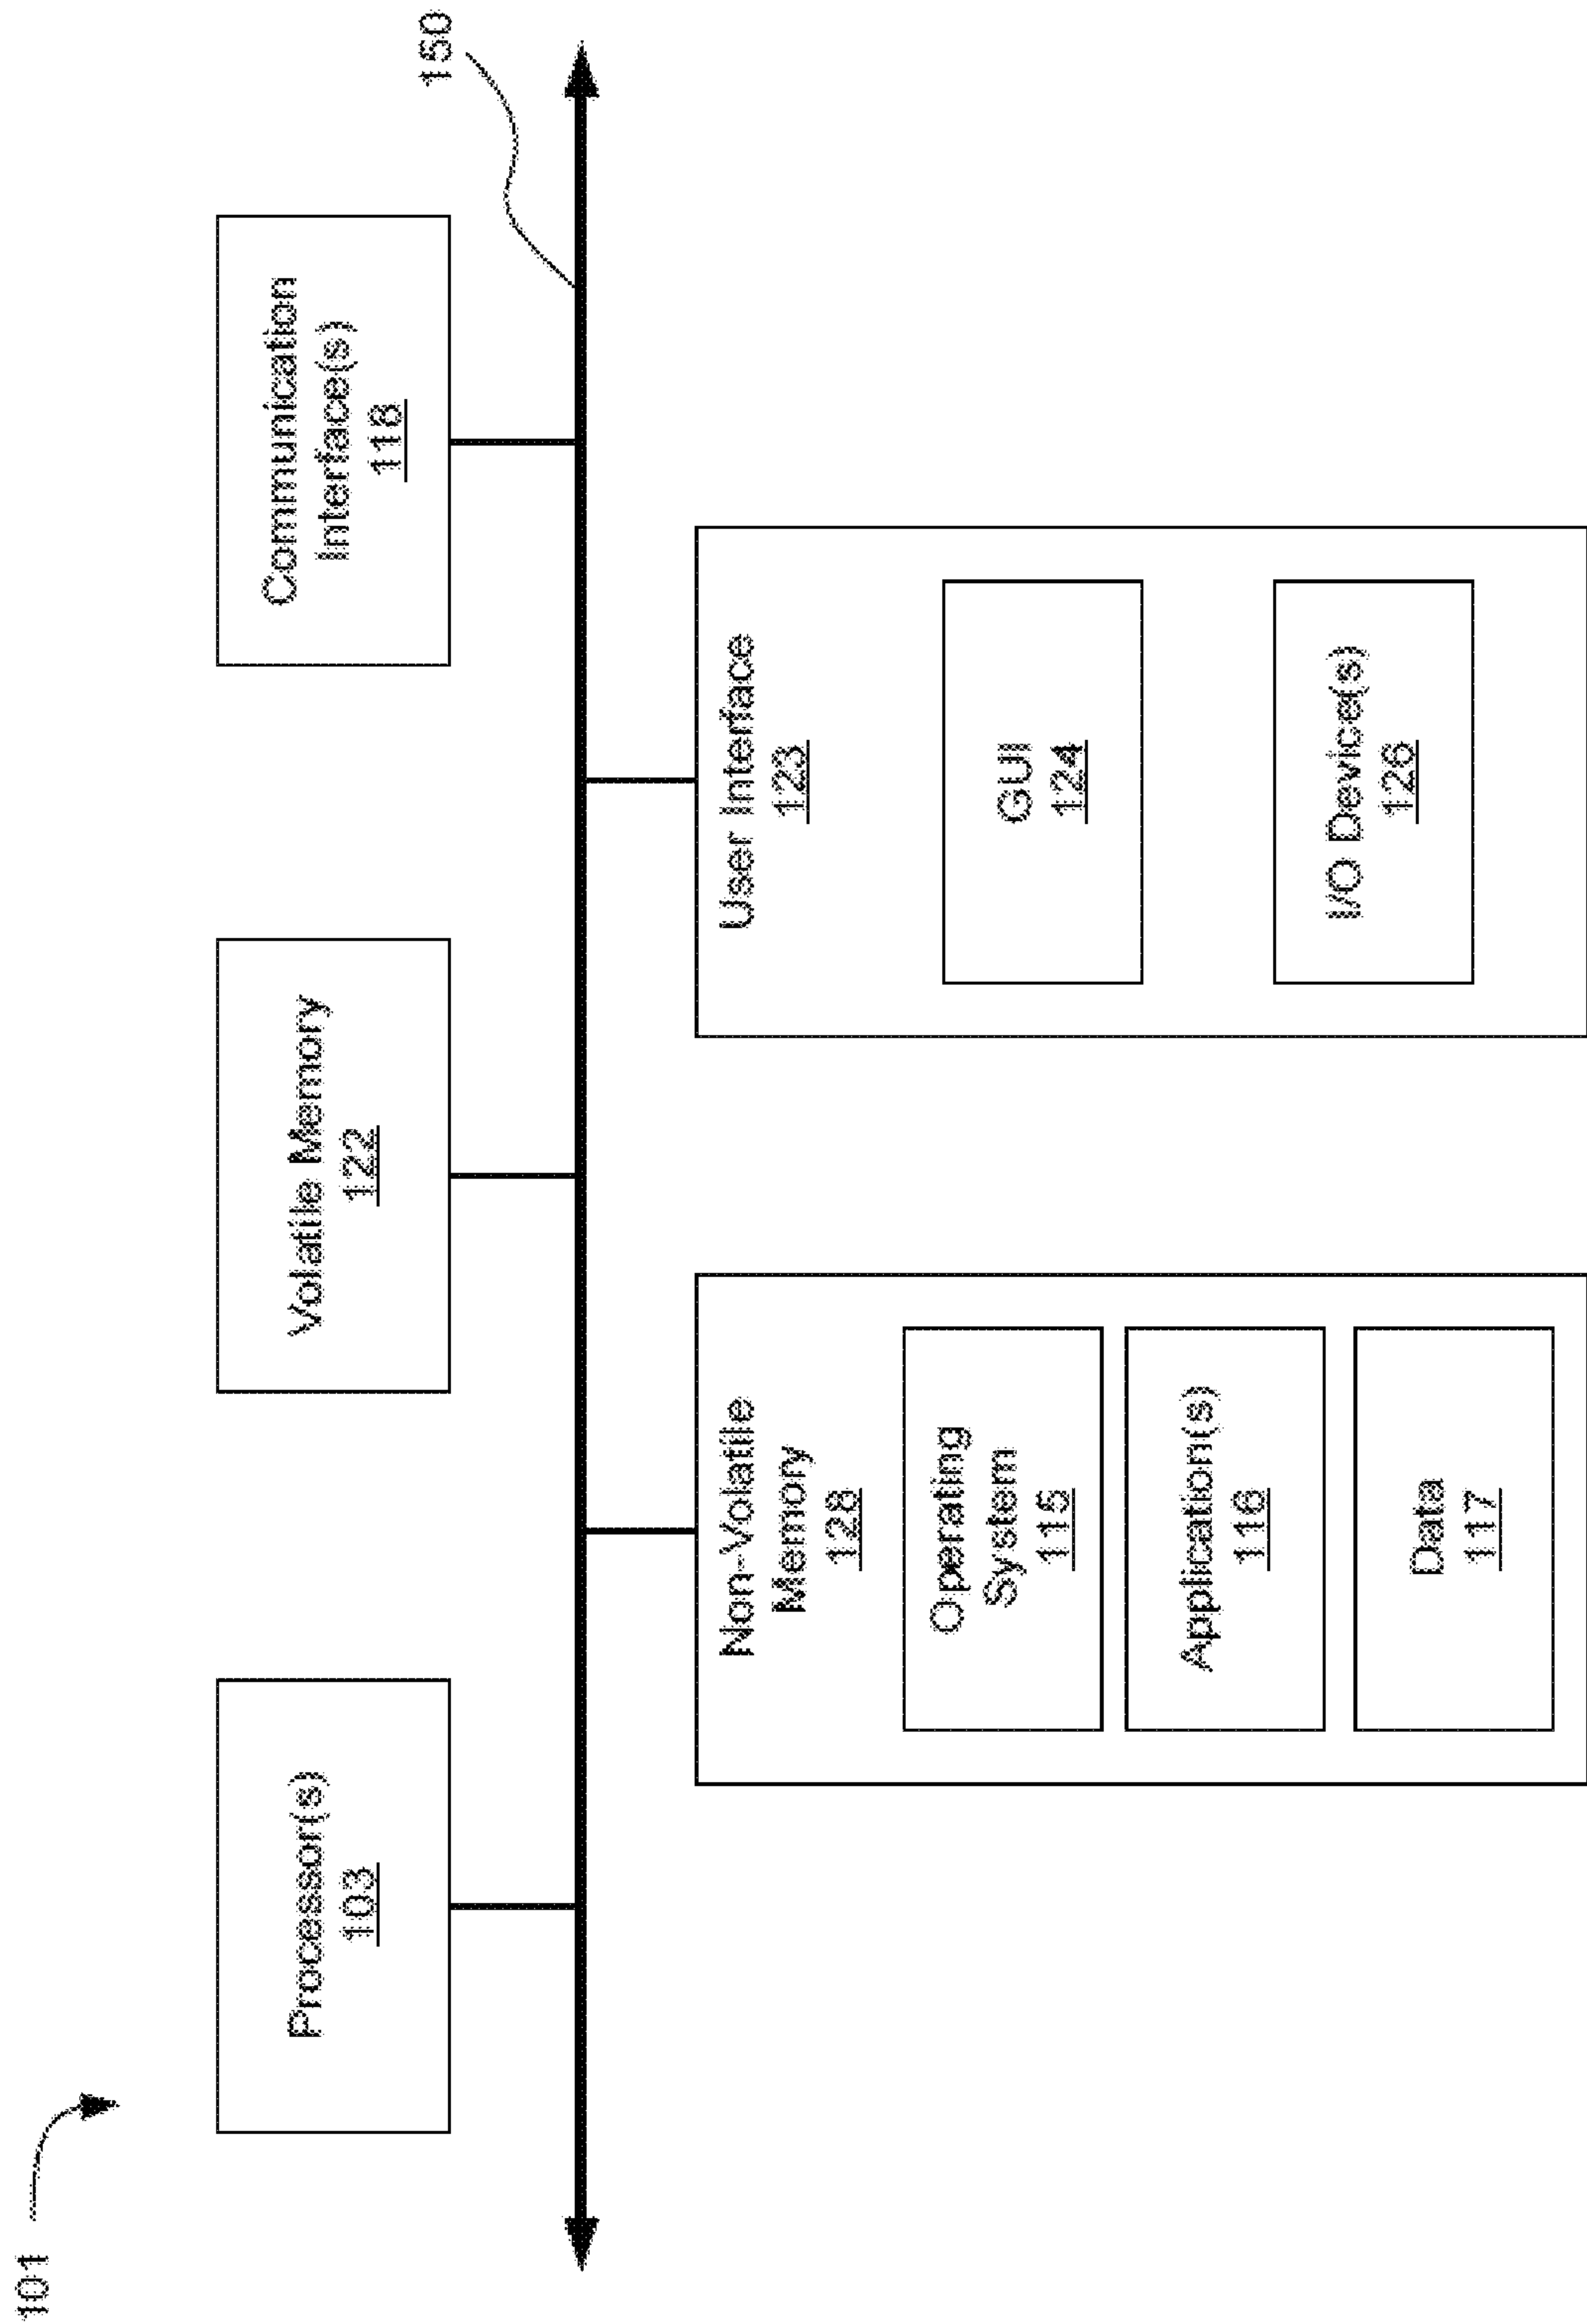 101
Processor(s)
103
Volatile Memory
122
Communication
Interface(s)
118
150
Non-Volatile
Memory
128
Operating
System
115
Application(s)
116
Data
117
User Interface
123
GUI
124
I/O Device(s)
126